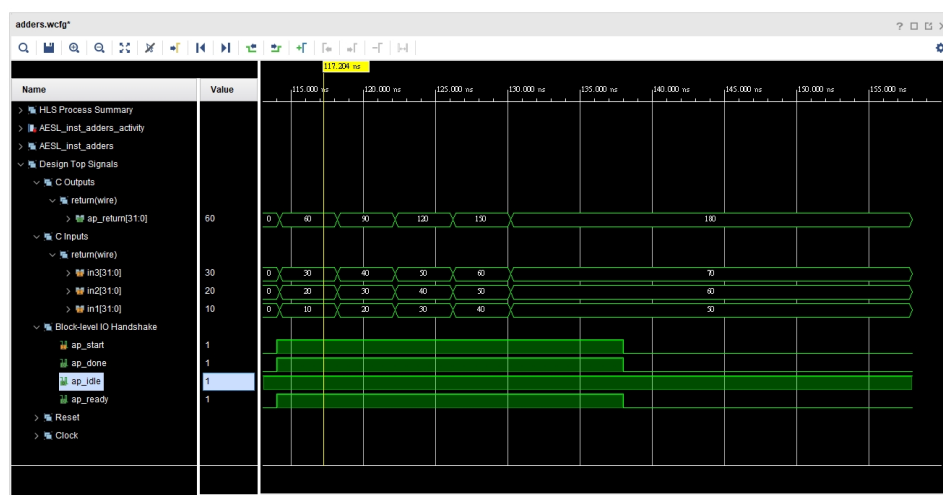 adders.wcfg*
117.204 ns
Name Value
115.000 ns 120.000 ns 125.000 ns 130.000 ns 135.000 ns 140.000 ns 145.000 ns 150.000 ns 155.000 ns
HLS Process Summary
AESL_inst_adders_activity
AESL_inst_adders
Design Top Signals
C Outputs
return(wire)
ap_return[31:0] 60 0 60 90 120 150 180
C Inputs
return(wire)
in3[31:0] 30 0 30 40 50 60 70
in2[31:0] 20 0 20 30 40 50 60
in1[31:0] 10 0 10 20 30 40 50
Block-level IO Handshake
ap_start 1
ap_done 1
ap_idle 1
ap_ready 1
Reset
Clock